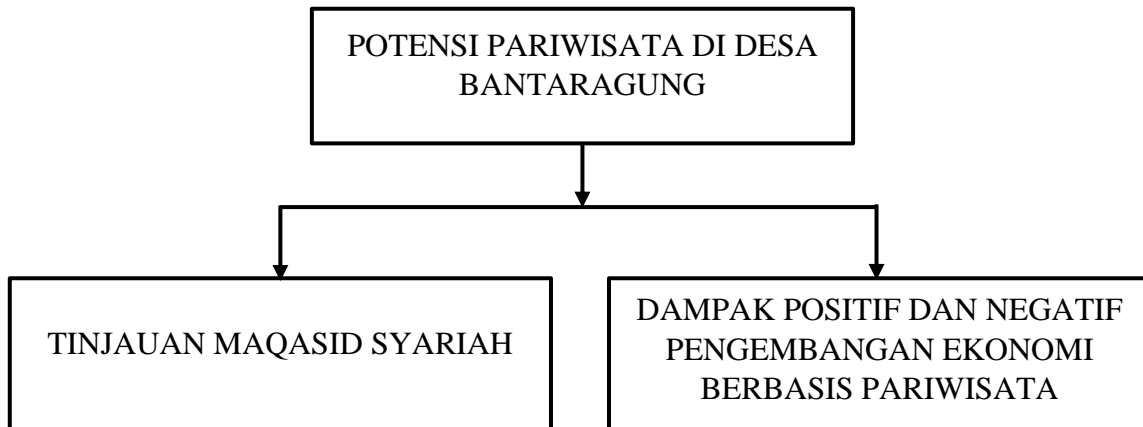 POTENSI PARIWISATA DI DESA
BANTARAGUNG
TINJAUAN MAQASID SYARIAH
DAMPAK POSITIF DAN NEGATIF
PENGEMBANGAN EKONOMI
BERBASIS PARIWISATA